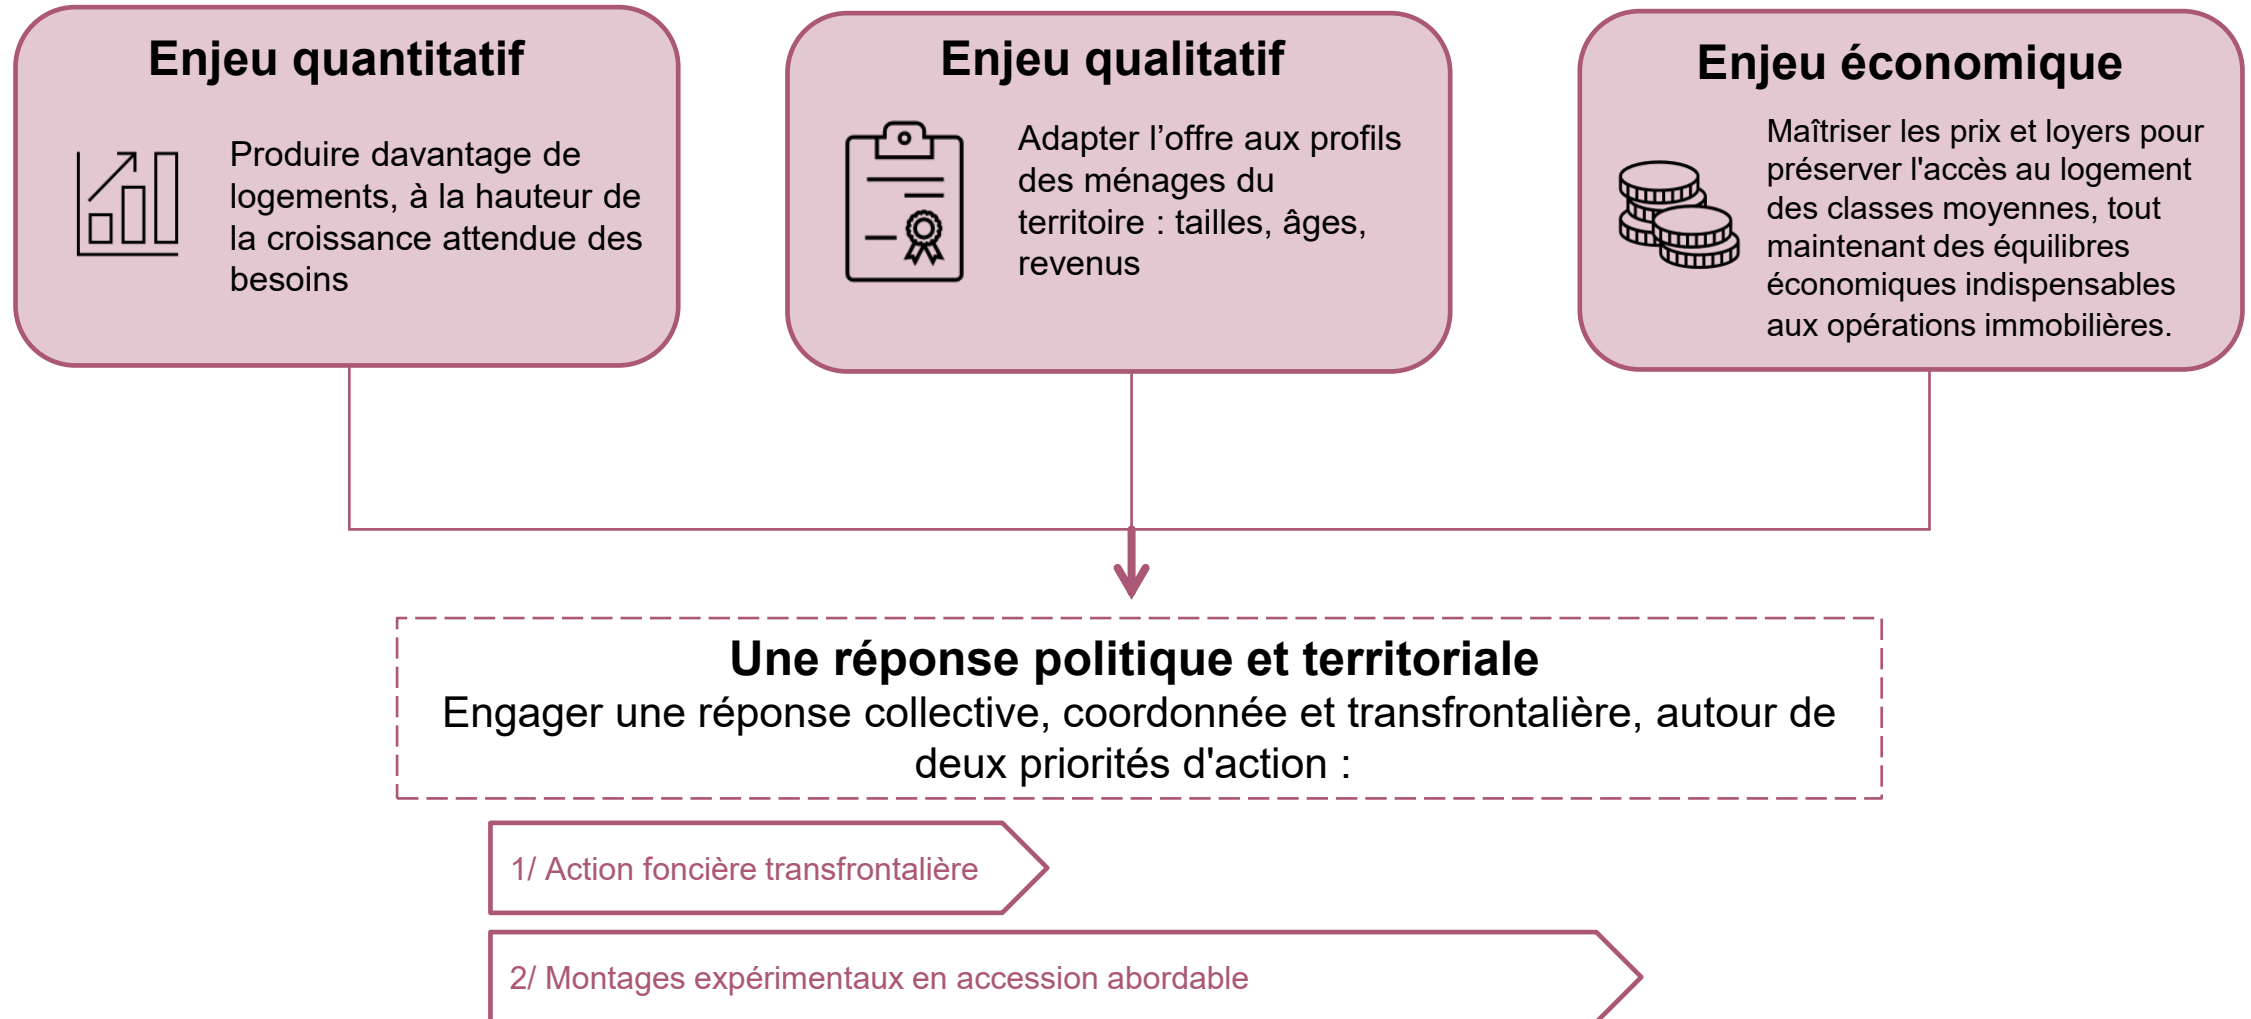 Enjeu quantitatif
Produire davantage de
logements, à la hauteur de
la croissance attendue des
besoins
Enjeu qualitatif
Adapter l’offre aux profils
des ménages du
territoire : tailles, âges,
revenus
Enjeu économique
Maîtriser les prix et loyers pour
préserver l'accès au logement
des classes moyennes, tout
maintenant des équilibres
économiques indispensables
aux opérations immobilières.
Une réponse politique et territoriale
Engager une réponse collective, coordonnée et transfrontalière, autour de
deux priorités d'action :
1/ Action foncière transfrontalière
2/ Montages expérimentaux en accession abordable